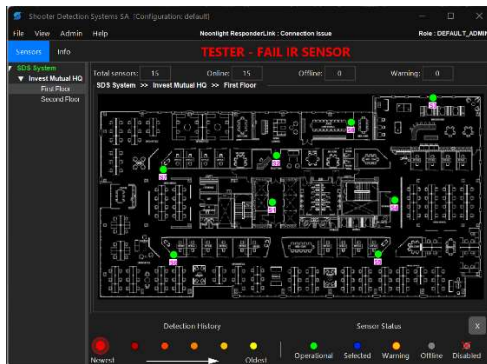 Shooter Detection Systems SA [Configuration: default]
File View Admin Help Noonlight ResponderLink : Connection Issue Role : DEFAULT_ADMIN
Sensors Info TESTER - FAIL IR SENSOR
SDS System
Invest Mutual HQ
First Floor
Second Floor
Total sensors: 15 Online: 15 Offline: 0 Warning: 0
SDS System >> Invest Mutual HQ >> First Floor
Detection History
Newest Oldest
Sensor Status X
Operational Selected Warning Offline Disabled